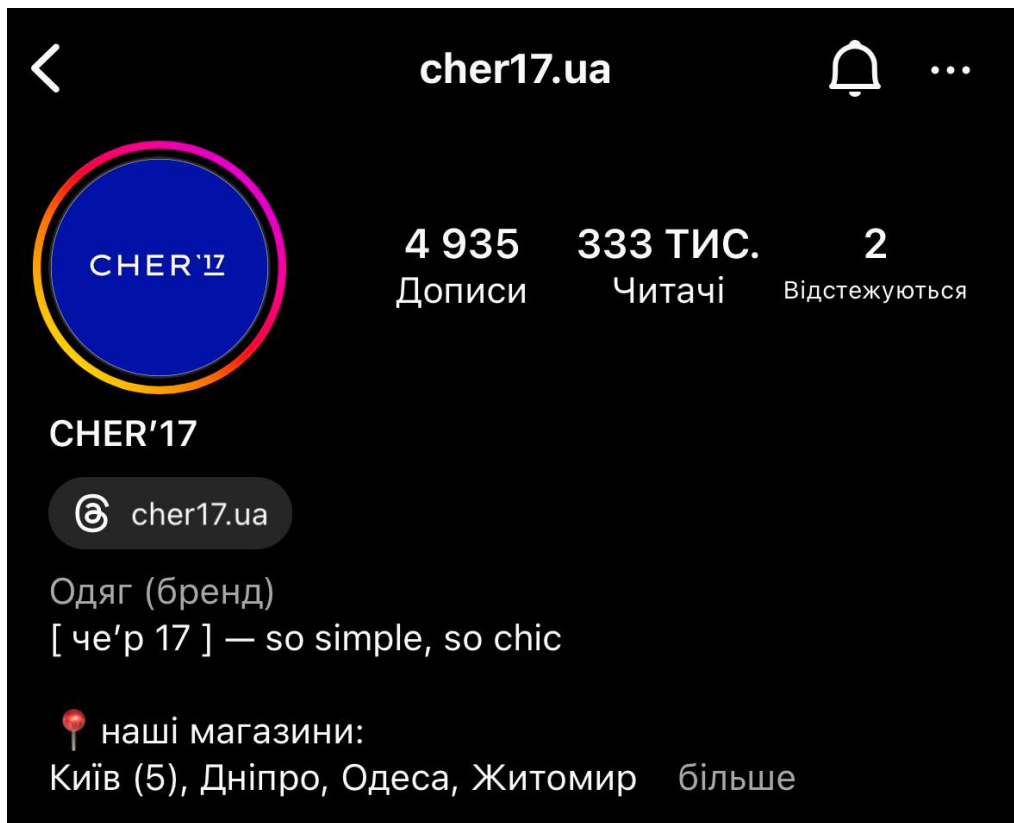 cher17.ua
CHER'17
4 935 333 ТИС. 2
Дописи Читачі Відстежуються
CHER’17
cher17.ua
Одяг (бренд)
[ че’р 17 ] — so simple, so chic
наші магазини:
Київ (5), Дніпро, Одеса, Житомир більше